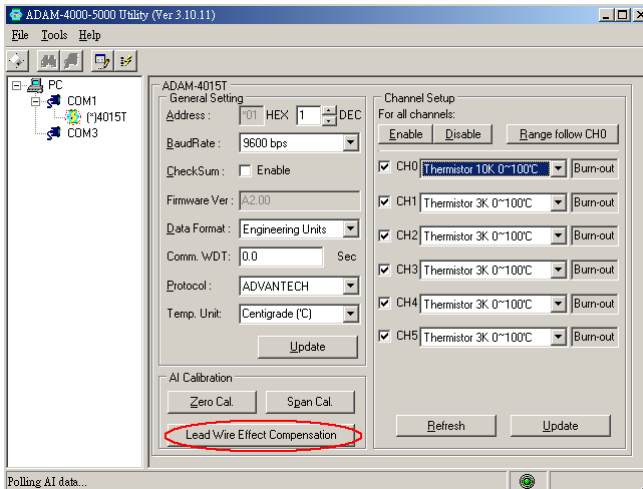 ADAM-4000-5000 Utility (Ver 3.10.11)
File Tools Help
PC
COM1
(*)4015T
COM3
ADAM-4015T
General Setting
Address : *01 HEX 1 DEC
BaudRate : 9600 bps
CheckSum : Enable
Firmware Ver : A2.00
Data Format : Engineering Units
Comm. WDT: 0.0 Sec
Protocol : ADVANTECH
Temp. Unit: Centigrade ('C)
Update
AI Calibration
Zero Cal. Span Cal.
Lead Wire Effect Compensation
Channel Setup
For all channels:
Enable Disable Range follow CH0
CH0 Thermistor 10K 0~100'C Burn-out
CH1 Thermistor 3K 0~100'C Burn-out
CH2 Thermistor 3K 0~100'C Burn-out
CH3 Thermistor 3K 0~100'C Burn-out
CH4 Thermistor 3K 0~100'C Burn-out
CH5 Thermistor 3K 0~100'C Burn-out
Refresh Update
Polling AI data...